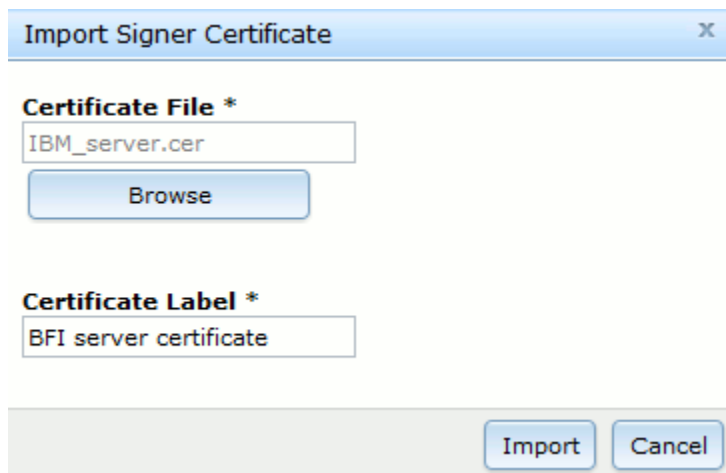 Import Signer Certificate x
Certificate File *
IBM_server.cer
Browse
Certificate Label *
BFI server certificate
Import Cancel